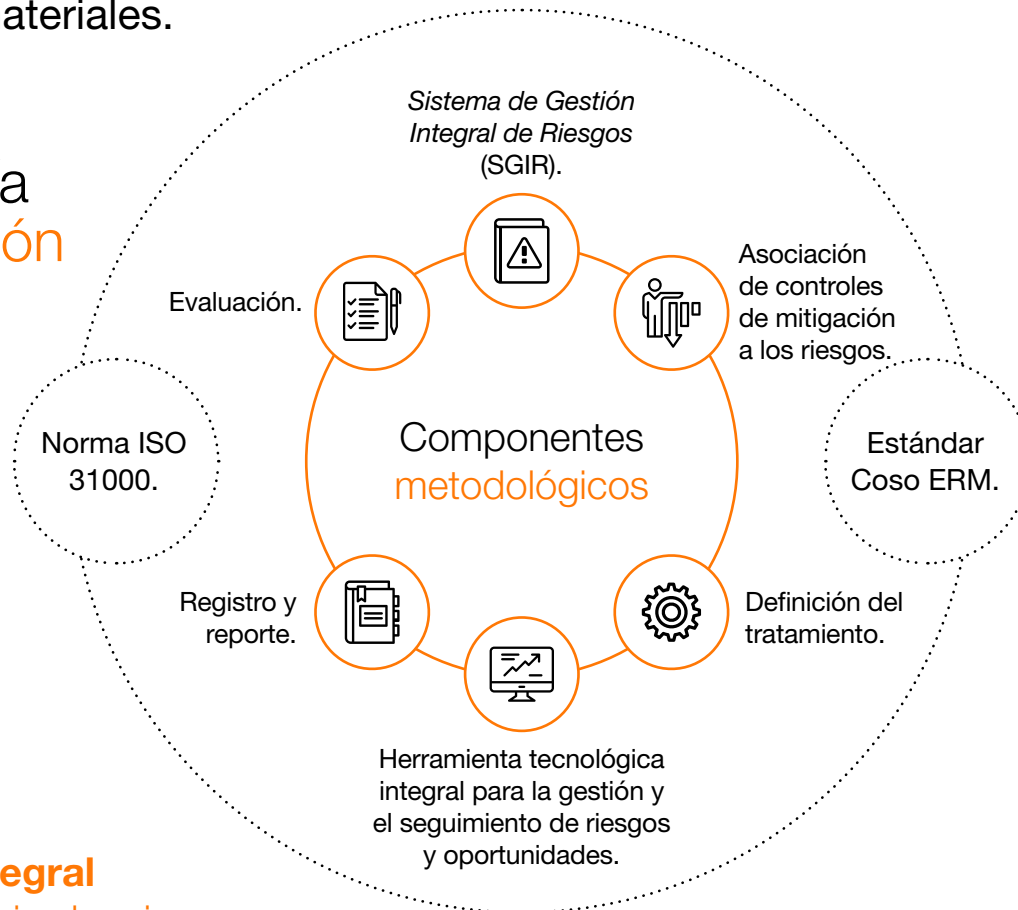 ateriales.
a
ón
Sistema de Gestión
Integral de Riesgos
(SGIR).
Evaluación.
Asociación
de controles
de mitigación
a los riesgos.
Norma ISO
31000.
Componentes
metodológicos
Estándar
Coso ERM.
Registro y
reporte.
Definición del
tratamiento.
Herramienta tecnológica
integral para la gestión y
el seguimiento de riesgos
y oportunidades.
egral